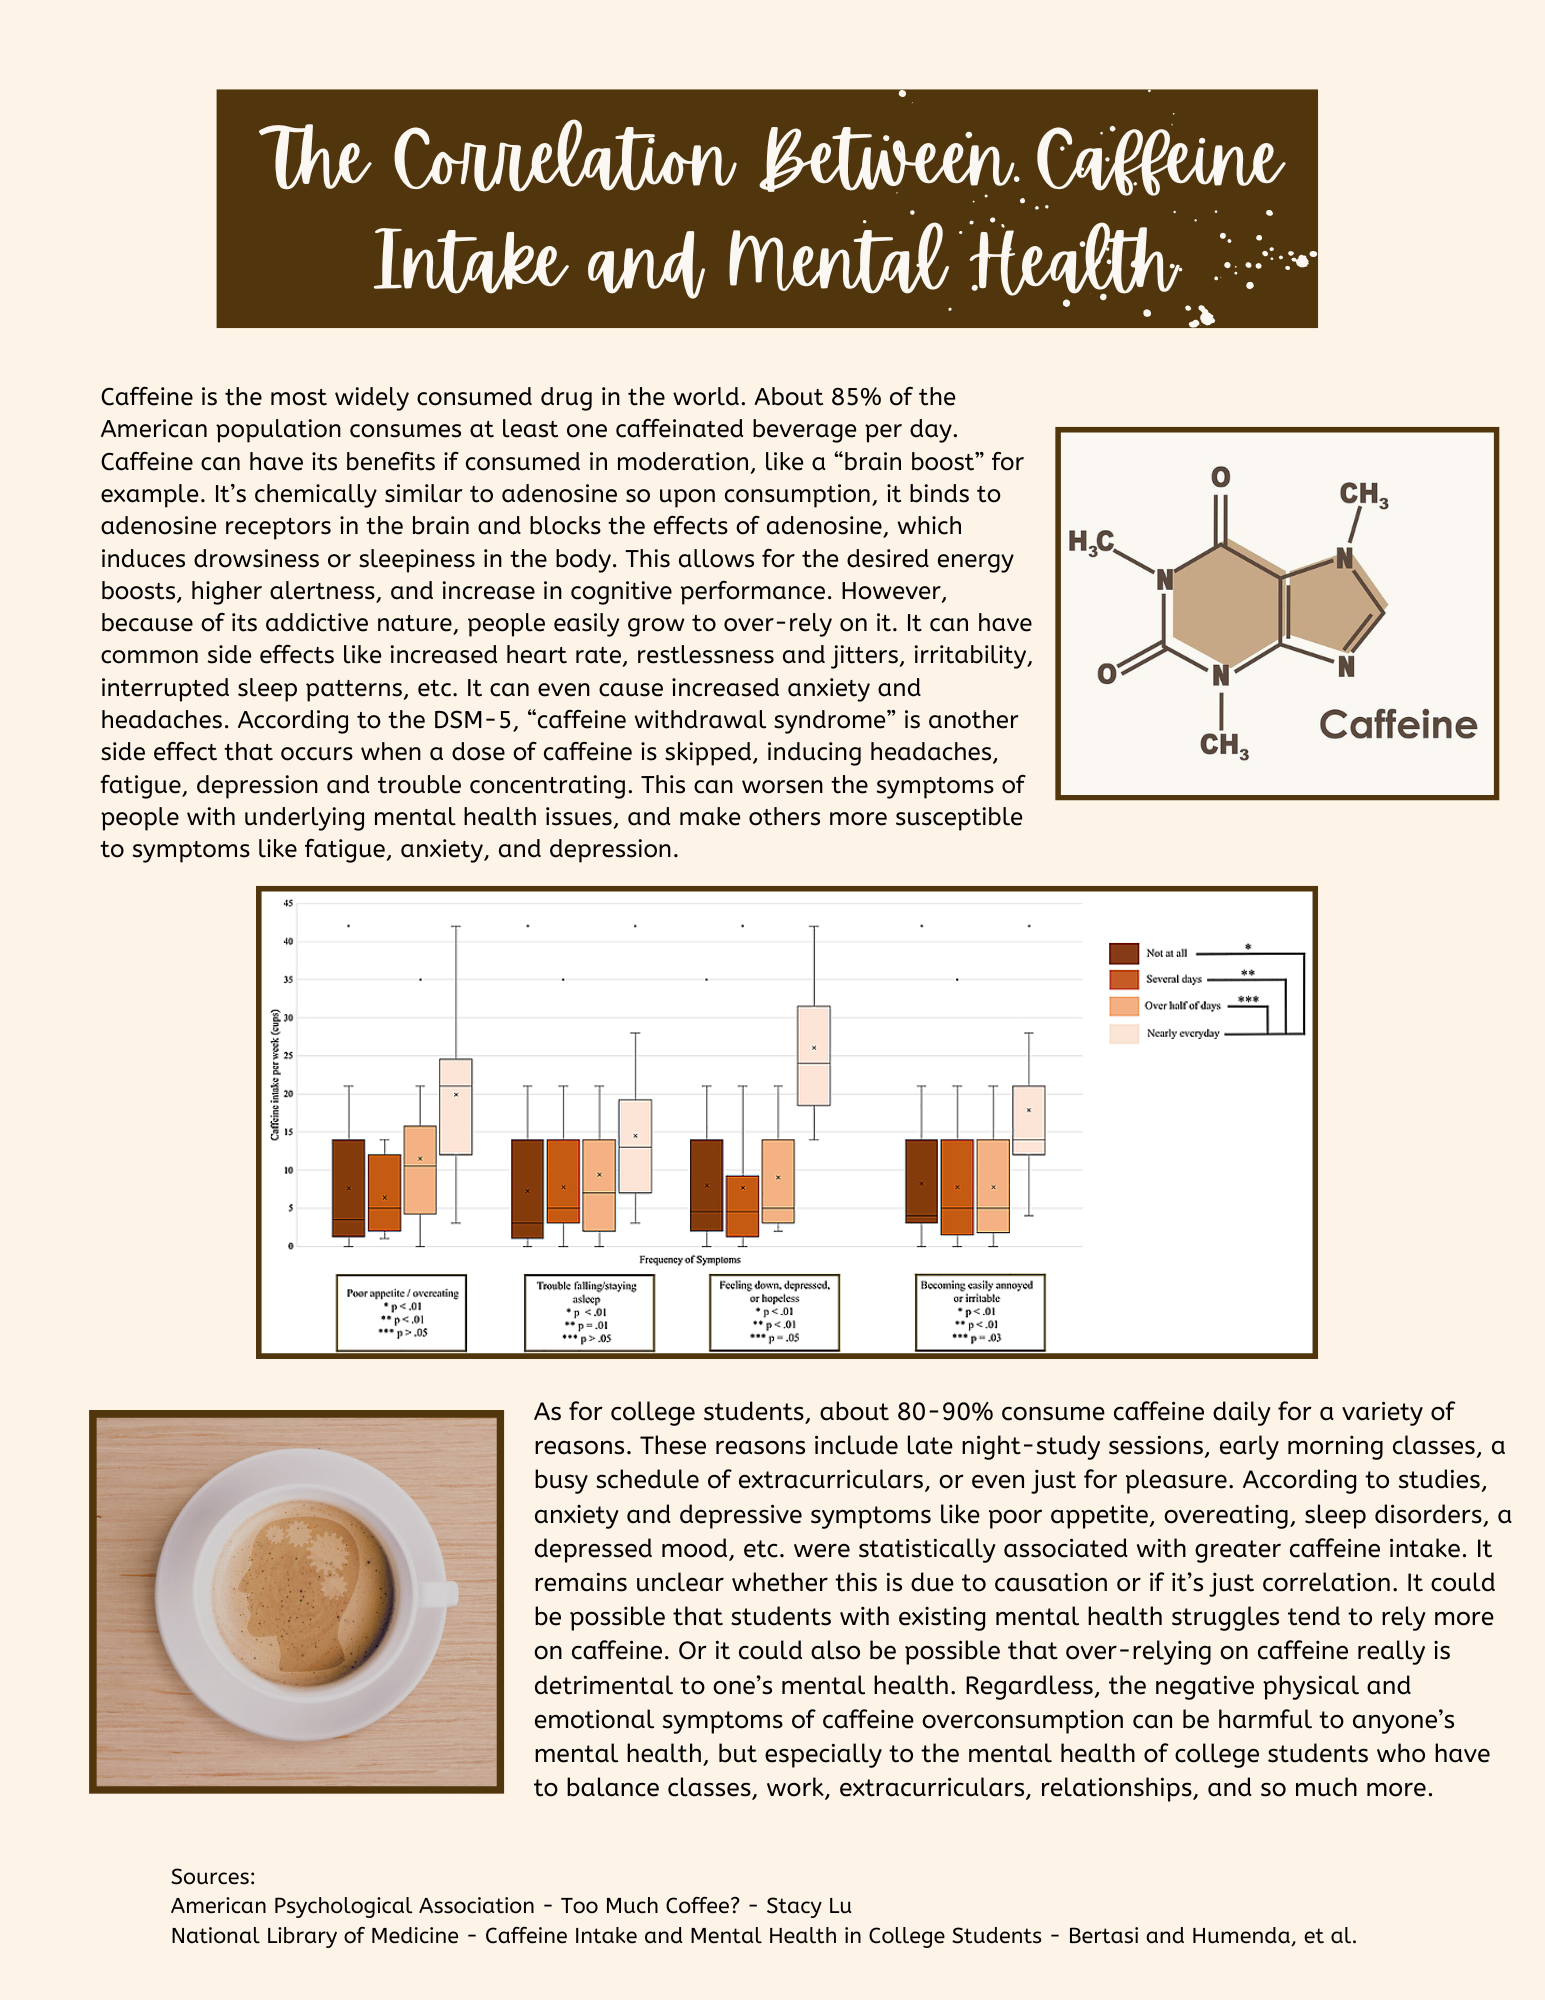 The Correlation Between Caffeine
Intake and Mental Health
Caffeine is the most widely consumed drug in the world. About 85% of the
American population consumes at least one caffeinated beverage per day.
Caffeine can have its benefits if consumed in moderation, like a “brain boost” for
example. It’s chemically similar to adenosine so upon consumption, it binds to
adenosine receptors in the brain and blocks the effects of adenosine, which
induces drowsiness or sleepiness in the body. This allows for the desired energy
boosts, higher alertness, and increase in cognitive performance. However,
because of its addictive nature, people easily grow to over-rely on it. It can have
common side effects like increased heart rate, restlessness and jitters, irritability,
interrupted sleep patterns, etc. It can even cause increased anxiety and
headaches. According to the DSM-5, “caffeine withdrawal syndrome” is another
side effect that occurs when a dose of caffeine is skipped, inducing headaches,
fatigue, depression and trouble concentrating. This can worsen the symptoms of
people with underlying mental health issues, and make others more susceptible
to symptoms like fatigue, anxiety, and depression.
O
CH3
H3C
N
N
O
N
N
CH3
Caffeine
Caffeine intake per week (cups)
45
40
35
30
25
20
15
10
5
0
Frequency of Symptoms
Not at all *
Several days **
Over half of days ***
Nearly everyday
Poor appetite / overeating
* p < .01
** p < .01
*** p > .05
Trouble falling/staying
asleep
* p < .01
** p = .01
*** p > .05
Feeling down, depressed,
or hopeless
* p < .01
** p < .01
*** p = .05
Becoming easily annoyed
or irritable
* p < .01
** p < .01
*** p = .03
As for college students, about 80-90% consume caffeine daily for a variety of
reasons. These reasons include late night-study sessions, early morning classes, a
busy schedule of extracurriculars, or even just for pleasure. According to studies,
anxiety and depressive symptoms like poor appetite, overeating, sleep disorders, a
depressed mood, etc. were statistically associated with greater caffeine intake. It
remains unclear whether this is due to causation or if it’s just correlation. It could
be possible that students with existing mental health struggles tend to rely more
on caffeine. Or it could also be possible that over-relying on caffeine really is
detrimental to one’s mental health. Regardless, the negative physical and
emotional symptoms of caffeine overconsumption can be harmful to anyone’s
mental health, but especially to the mental health of college students who have
to balance classes, work, extracurriculars, relationships, and so much more.
Sources:
American Psychological Association - Too Much Coffee? - Stacy Lu
National Library of Medicine - Caffeine Intake and Mental Health in College Students - Bertasi and Humenda, et al.